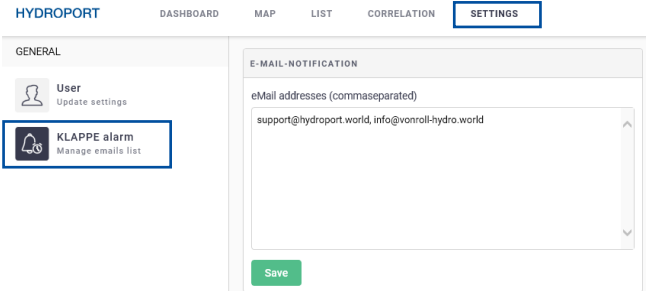 HYDROPORT DASHBOARD MAP LIST CORRELATION SETTINGS
GENERAL
User
Update settings
KLAPPE alarm
Manage emails list
E-MAIL-NOTIFICATION
eMail addresses (commaseparated)
support@hydroport.world, info@vonroll-hydro.world
Save